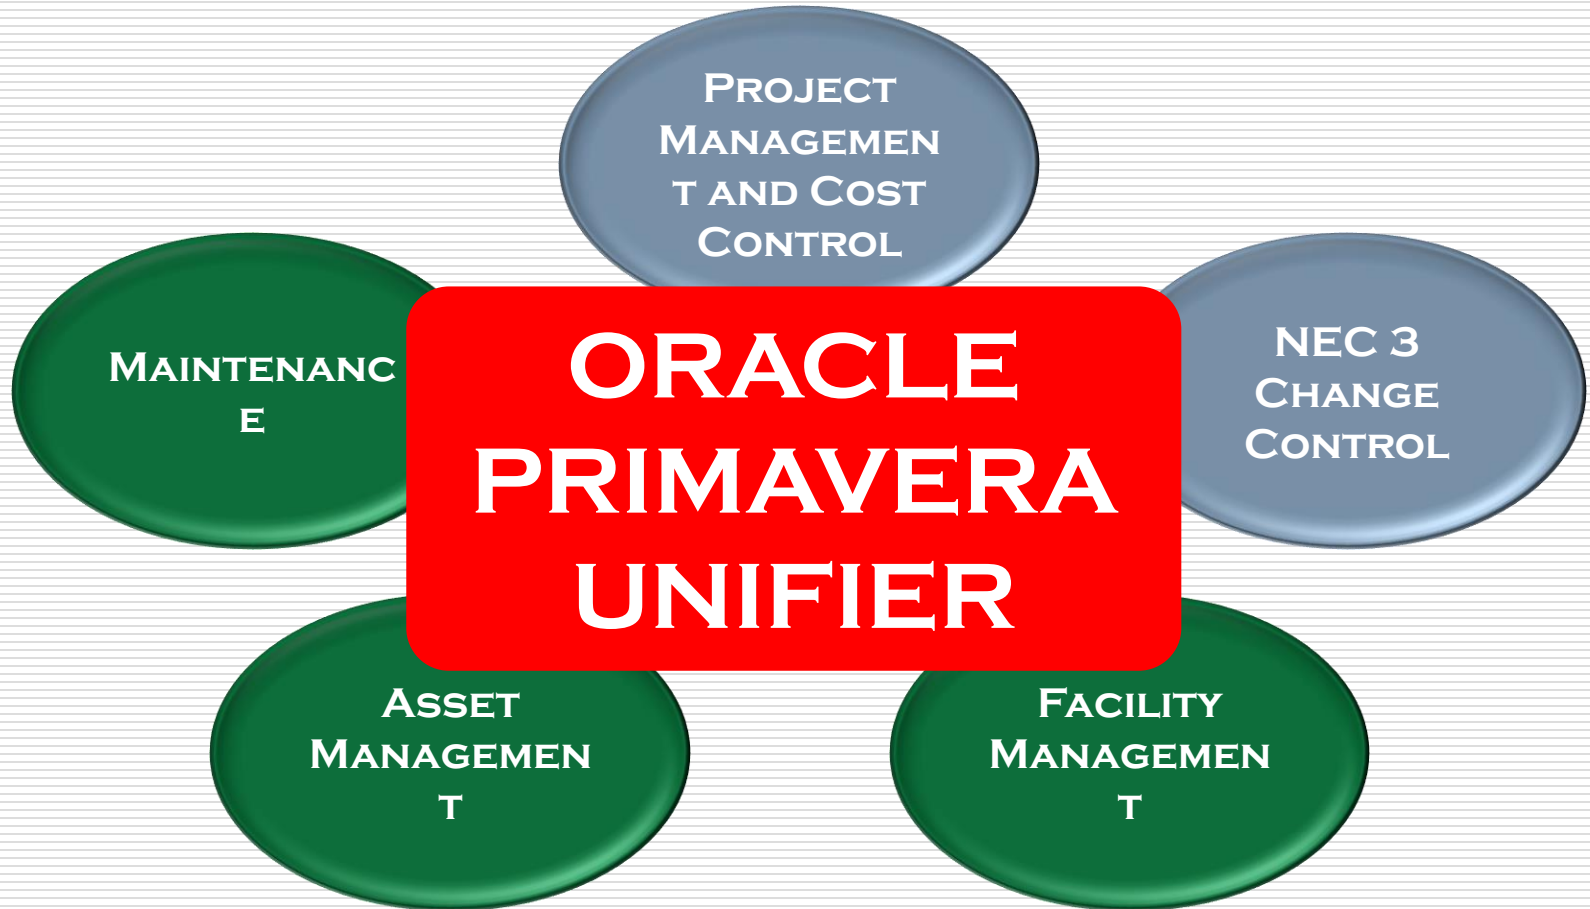 Project
Managemen
t and Cost
Control
Maintenanc
e
ORACLE
PRIMAVERA
UNIFIER
NEC 3
Change
Control
Asset
Managemen
t
Facility
Managemen
t